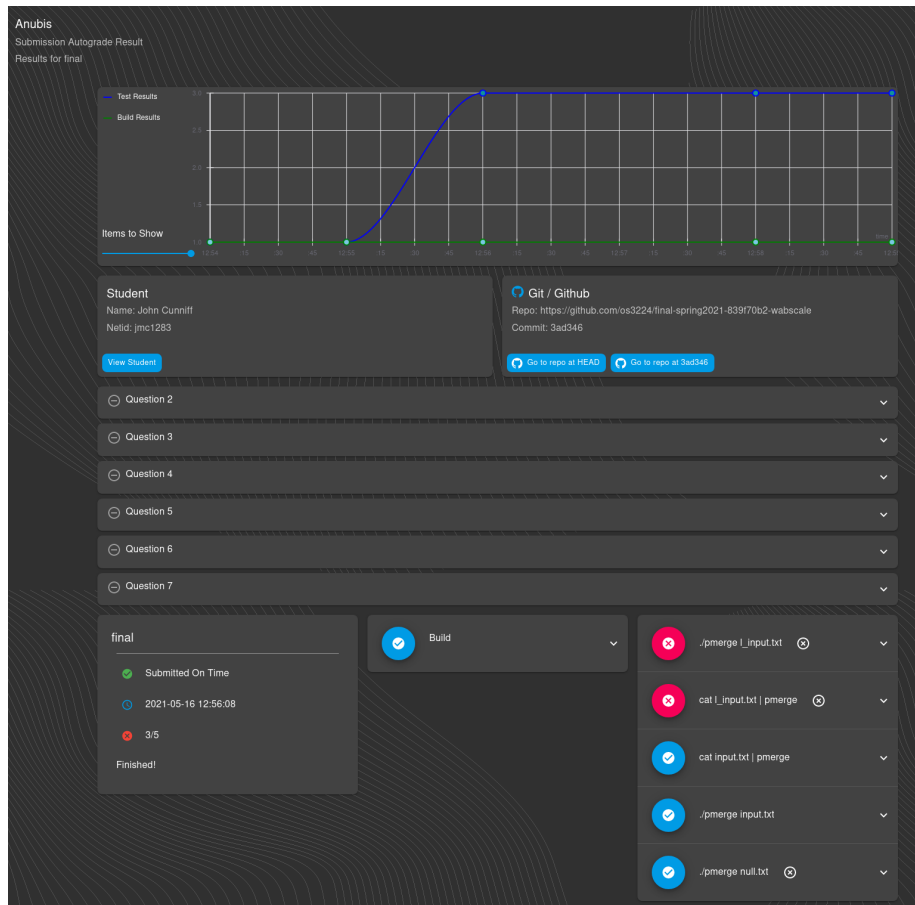 Anubis
Submission Autograde Result
Results for final
Test Results
Build Results
3.0
2.5
2.0
1.5
1.0
Items to Show
time
12:54 :15 :30 :45 12:55 :15 :30 :45 12:56 :15 :30 :45 12:57 :15 :30 :45 12:58 :15 :30 :45
Student
Name: John Cunniff
Netid: jmc1283
View Student
Git / Github
Repo: https://github.com/os3224/final-spring2021-839f70b2-wabscale
Commit: 3ad346
Go to repo at HEAD
Go to repo at 3ad346
Question 2
Question 3
Question 4
Question 5
Question 6
Question 7
final
Submitted On Time
2021-05-16 12:56:08
3/5
Finished!
Build
./pmerge l_input.txt
cat l_input.txt | pmerge
cat input.txt | pmerge
./pmerge input.txt
./pmerge null.txt